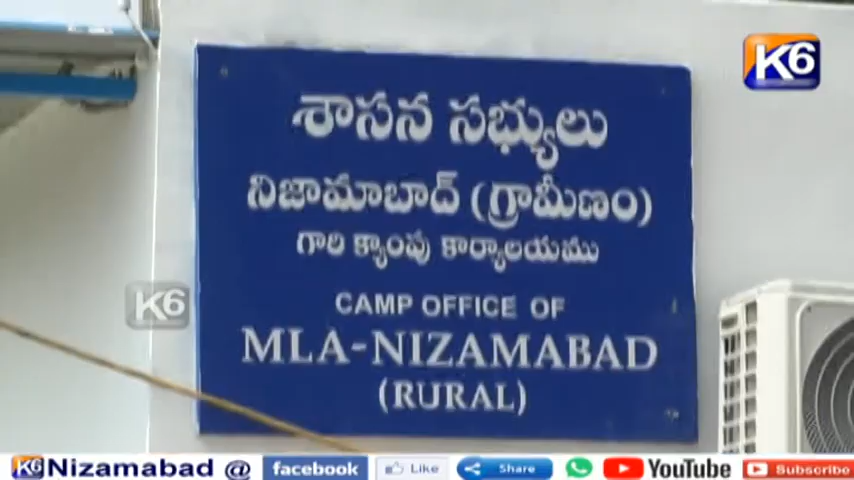 K6
శాసన సభ్యులు
నిజామాబాద్ (గ్రామీణం)
గారి క్యాంపు కార్యాలయము
K6
CAMP OFFICE OF
MLA-NIZAMABAD
(RURAL)
K6 Nizamabad @ facebook Like Share YouTube Subscribe